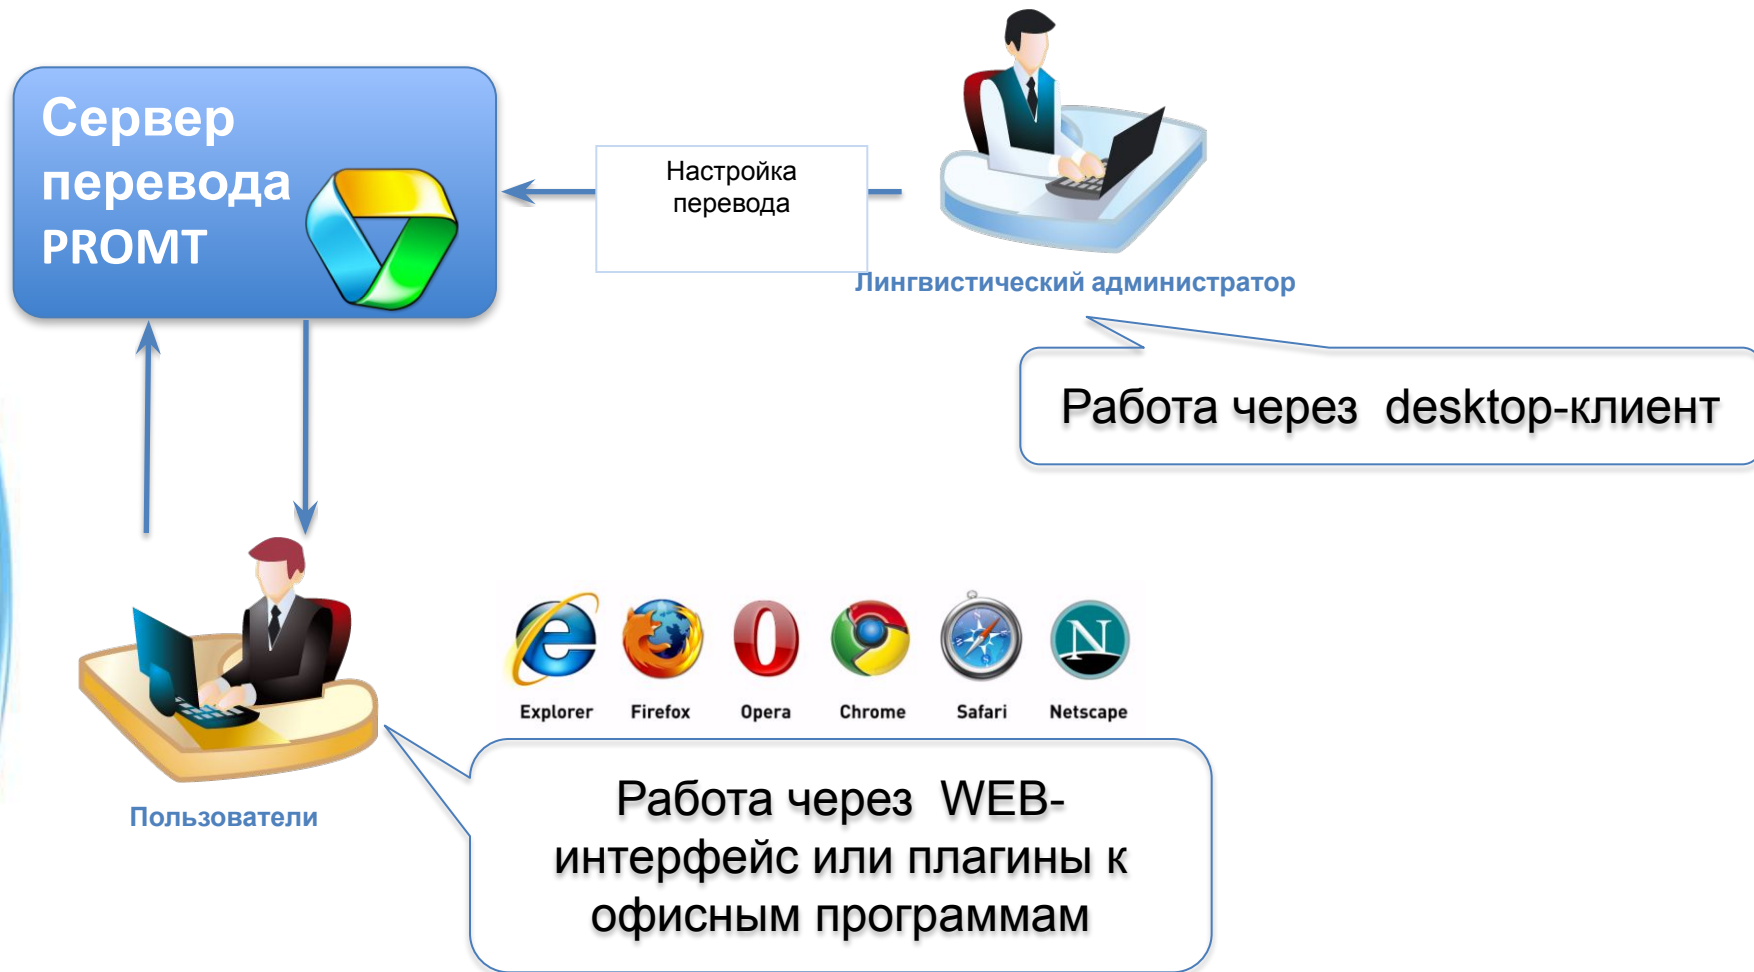 Сервер
перевода
PROMT
Настройка
перевода
Лингвистический администратор
Работа через desktop-клиент
Explorer Firefox Opera Chrome Safari Netscape
N
Пользователи
Работа через WEB-
интерфейс или плагины к
офисным программам